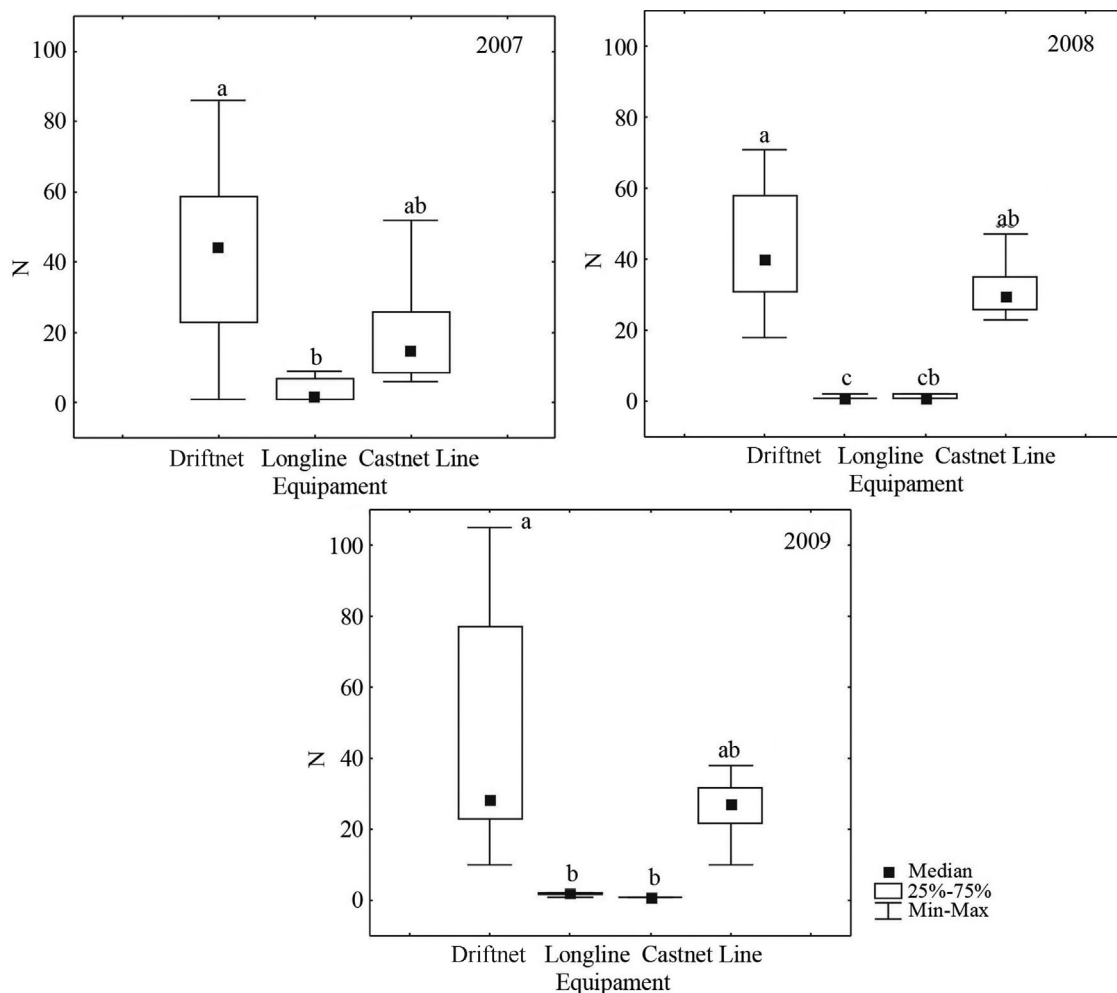 2007
100
80
60
40
20
0
N
a
b
ab
Driftnet Longline Castnet Line
Equipament
2008
100
80
60
40
20
0
N
a
c
cb
ab
Driftnet Longline Castnet Line
Equipament
2009
100
80
60
40
20
0
N
a
b
b
ab
Driftnet Longline Castnet Line
Equipament
Median
25%-75%
Min-Max